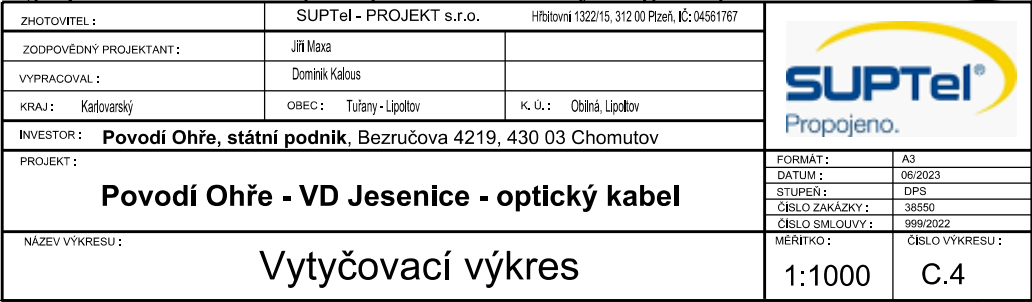 ZHOTOVITEL : SUPTel - PROJEKT s.r.o. Hřbitovní 1322/15, 312 00 Plzeň, IČ: 04561767
ZODPOVĚDNÝ PROJEKTANT : Jiří Maxa
VYPRACOVAL : Dominik Kalous
KRAJ : Karlovarský OBEC : Tuřany - Lipoltov K. Ú. : Obilná, Lipoltov
INVESTOR : Povodí Ohře, státní podnik, Bezručova 4219, 430 03 Chomutov
SUPTel®
Propojeno.
PROJEKT :
Povodí Ohře - VD Jesenice - optický kabel
FORMÁT : A3
DATUM : 06/2023
STUPEŇ : DPS
ČÍSLO ZAKÁZKY : 38550
ČÍSLO SMLOUVY : 999/2022
NÁZEV VÝKRESU :
Vytyčovací výkres
MĚŘÍTKO : ČÍSLO VÝKRESU :
1:1000 C.4